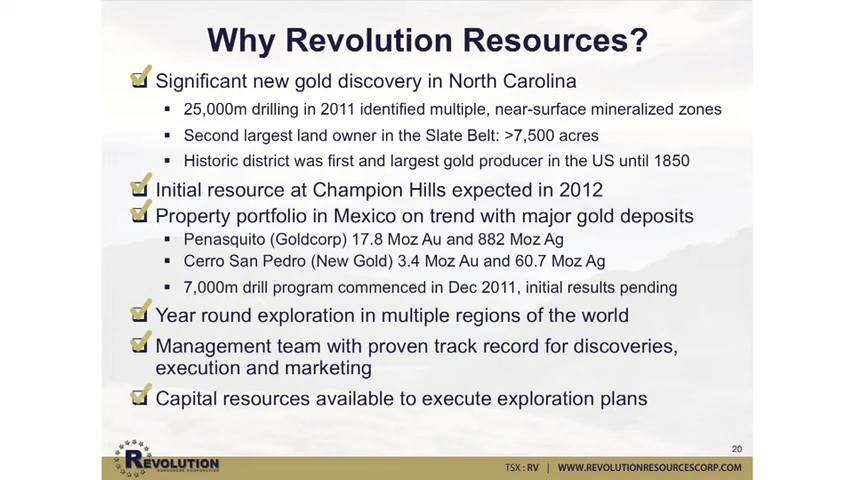 Why Revolution Resources?
Significant new gold discovery in North Carolina
25,000m drilling in 2011 identified multiple, near-surface mineralized zones
Second largest land owner in the Slate Belt: >7,500 acres
Historic district was first and largest gold producer in the US until 1850
Initial resource at Champion Hills expected in 2012
Property portfolio in Mexico on trend with major gold deposits
Penasquito (Goldcorp) 17.8 Moz Au and 882 Moz Ag
Cerro San Pedro (New Gold) 3.4 Moz Au and 60.7 Moz Ag
7,000m drill program commenced in Dec 2011, initial results pending
Year round exploration in multiple regions of the world
Management team with proven track record for discoveries,
execution and marketing
Capital resources available to execute exploration plans
20
REVOLUTION
RESOURCES CORPORATION
TSX : RV | WWW.REVOLUTIONRESOURCESCORP.COM